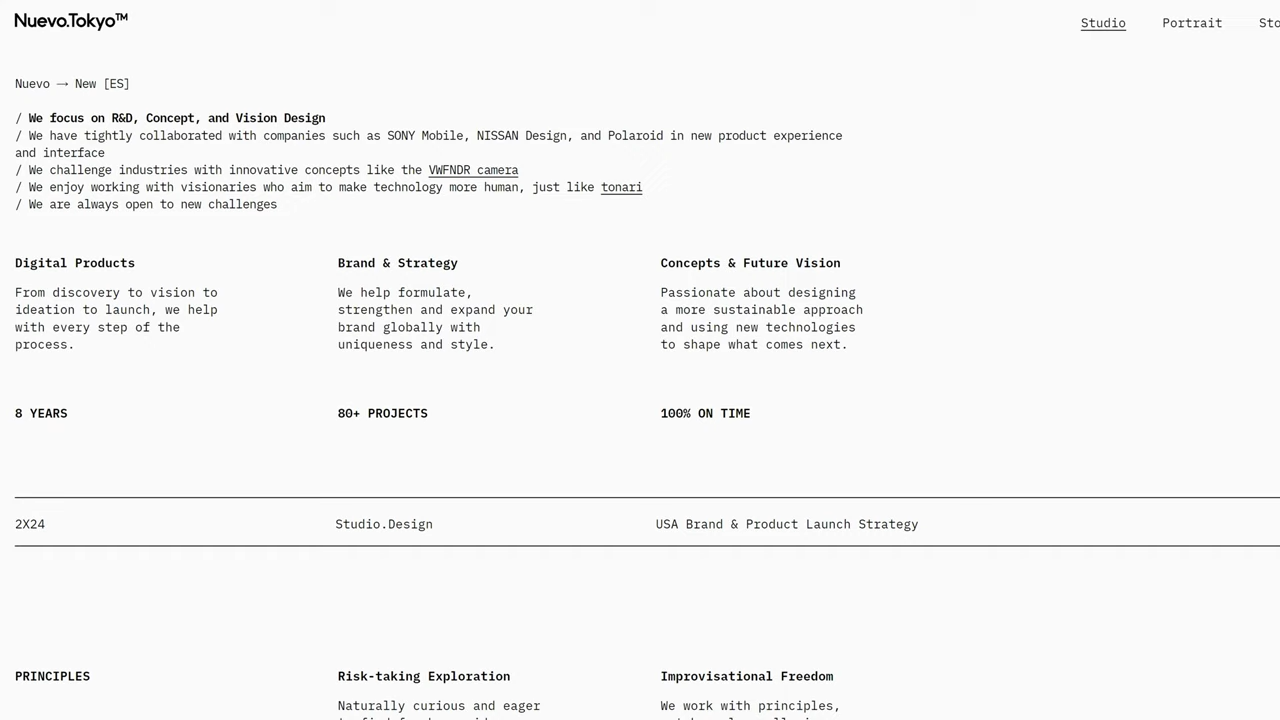 Nuevo.Tokyo™
Studio
Portrait
Nuevo → New [ES]
/ We focus on R&D, Concept, and Vision Design
/ We have tightly collaborated with companies such as SONY Mobile, NISSAN Design, and Polaroid in new product experience
and interface
/ We challenge industries with innovative concepts like the VWFNDR camera
/ We enjoy working with visionaries who aim to make technology more human, just like tonari
/ We are always open to new challenges
Digital Products
From discovery to vision to
ideation to launch, we help
with every step of the
process.
Brand & Strategy
We help formulate,
strengthen and expand your
brand globally with
uniqueness and style.
Concepts & Future Vision
Passionate about designing
a more sustainable approach
and using new technologies
to shape what comes next.
8 YEARS
80+ PROJECTS
100% ON TIME
2X24
Studio.Design
USA Brand & Product Launch Strategy
PRINCIPLES
Risk-taking Exploration
Naturally curious and eager
Improvisational Freedom
We work with principles,